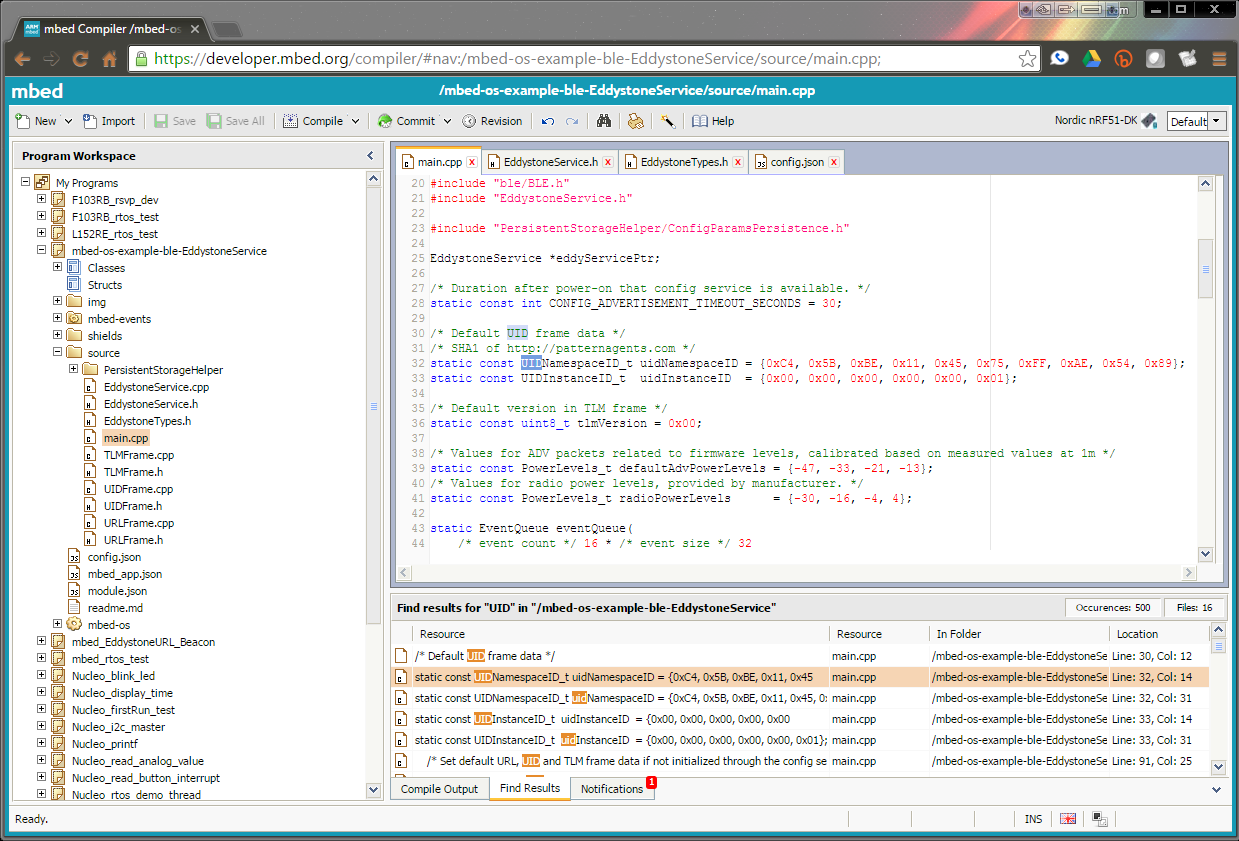 mbed Compiler /mbed-os
https://developer.mbed.org/compiler/#nav:/mbed-os-example-ble-EddystoneService/source/main.cpp;
mbed
/mbed-os-example-ble-EddystoneService/source/main.cpp
New Import Save Save All Compile Commit Revision Help Nordic nRF51-DK Default
Program Workspace
My Programs
F103RB_rsvp_dev
F103RB_rtos_test
L152RE_rtos_test
mbed-os-example-ble-EddystoneService
Classes
Structs
img
mbed-events
shields
source
PersistentStorageHelper
EddystoneService.cpp
EddystoneService.h
EddystoneTypes.h
main.cpp
TLMFrame.cpp
TLMFrame.h
UIDFrame.cpp
UIDFrame.h
URLFrame.cpp
URLFrame.h
config.json
mbed_app.json
module.json
readme.md
mbed-os
mbed_EddystoneURL_Beacon
mbed_rtos_test
Nucleo_blink_led
Nucleo_display_time
Nucleo_firstRun_test
Nucleo_i2c_master
Nucleo_printf
Nucleo_read_analog_value
Nucleo_read_button_interrupt
Nucleo_rtos_demo_thread
main.cpp x EddystoneService.h x EddystoneTypes.h x config.json x
20 #include "ble/BLE.h"
21 #include "EddystoneService.h"
22
23 #include "PersistentStorageHelper/ConfigParamsPersistence.h"
24
25 EddystoneService *eddyServicePtr;
26
27 /* Duration after power-on that config service is available. */
28 static const int CONFIG_ADVERTISEMENT_TIMEOUT_SECONDS = 30;
29
30 /* Default UID frame data */
31 /* SHA1 of http://patternagents.com */
32 static const UIDNamespaceID_t uidNamespaceID = {0xC4, 0x5B, 0xBE, 0x11, 0x45, 0x75, 0xFF, 0xAE, 0x54, 0x89};
33 static const UIDInstanceID_t  uidInstanceID  = {0x00, 0x00, 0x00, 0x00, 0x00, 0x01};
34
35 /* Default version in TLM frame */
36 static const uint8_t tlmVersion = 0x00;
37
38 /* Values for ADV packets related to firmware levels, calibrated based on measured values at 1m */
39 static const PowerLevels_t defaultAdvPowerLevels = {-47, -33, -21, -13};
40 /* Values for radio power levels, provided by manufacturer. */
41 static const PowerLevels_t radioPowerLevels      = {-30, -16, -4, 4};
42
43 static EventQueue eventQueue(
44     /* event count */ 16 * /* event size */ 32
Find results for "UID" in "/mbed-os-example-ble-EddystoneService" Occurences: 500 Files: 16
Resource Resource In Folder Location
/* Default UID frame data */ main.cpp /mbed-os-example-ble-EddystoneSe Line: 30, Col: 12
static const UIDNamespaceID_t uidNamespaceID = {0xC4, 0x5B, 0xBE, 0x11, 0x45 main.cpp /mbed-os-example-ble-EddystoneSe Line: 32, Col: 14
static const UIDNamespaceID_t uidNamespaceID = {0xC4, 0x5B, 0xBE, 0x11, 0x45, 0x main.cpp /mbed-os-example-ble-EddystoneSe Line: 32, Col: 31
static const UIDInstanceID_t  uidInstanceID  = {0x00, 0x00, 0x00, 0x00, 0x00 main.cpp /mbed-os-example-ble-EddystoneSe Line: 33, Col: 14
static const UIDInstanceID_t  uidInstanceID  = {0x00, 0x00, 0x00, 0x00, 0x00, 0x01}; main.cpp /mbed-os-example-ble-EddystoneSe Line: 33, Col: 31
/* Set default URL, UID and TLM frame data if not initialized through the config se main.cpp /mbed-os-example-ble-EddystoneSe Line: 91, Col: 25
Compile Output Find Results Notifications 1
Ready. INS